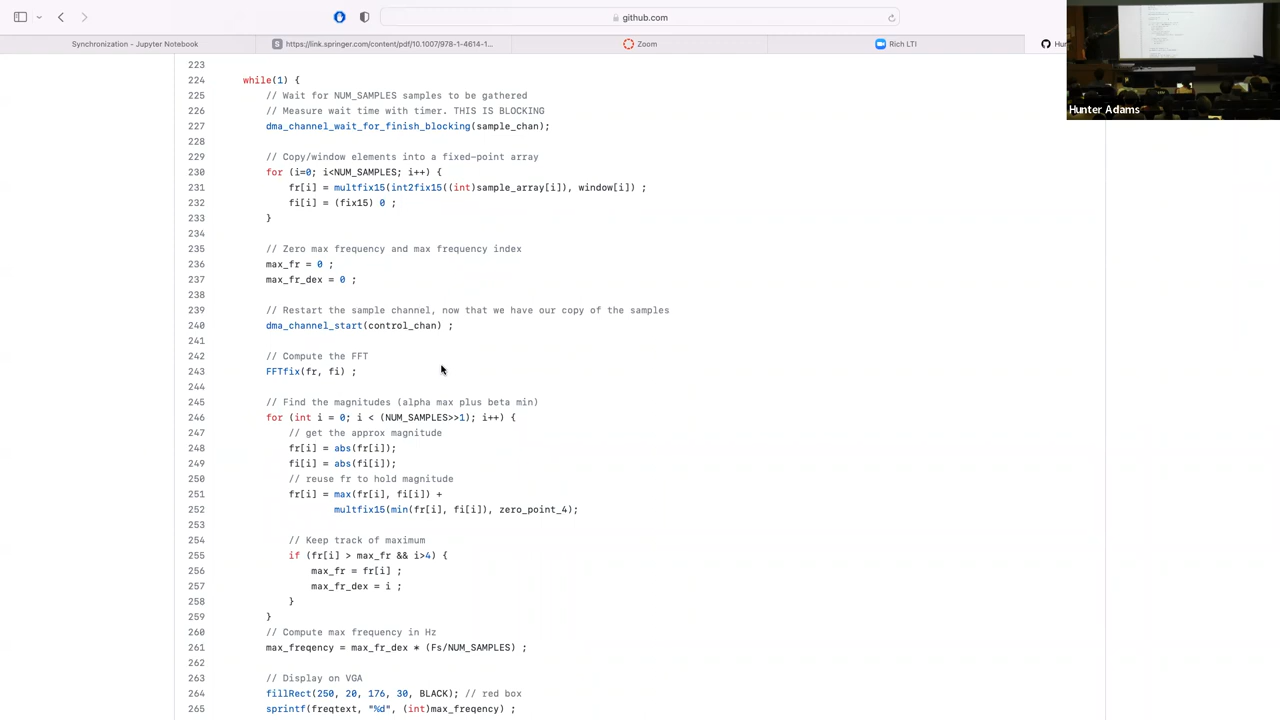 github.com
Synchronization - Jupyter Notebook
S https://link.springer.com/content/pdf/10.1007/978-1-4614-1...
Zoom
Rich LTI
Hun
Hunter Adams
223
224 while(1) {
225 // Wait for NUM_SAMPLES samples to be gathered
226 // Measure wait time with timer. THIS IS BLOCKING
227 dma_channel_wait_for_finish_blocking(sample_chan);
228
229 // Copy/window elements into a fixed-point array
230 for (i=0; i<NUM_SAMPLES; i++) {
231 fr[i] = multfix15(int2fix15((int)sample_array[i]), window[i]) ;
232 fi[i] = (fix15) 0 ;
233 }
234
235 // Zero max frequency and max frequency index
236 max_fr = 0 ;
237 max_fr_dex = 0 ;
238
239 // Restart the sample channel, now that we have our copy of the samples
240 dma_channel_start(control_chan) ;
241
242 // Compute the FFT
243 FFTfix(fr, fi) ;
244
245 // Find the magnitudes (alpha max plus beta min)
246 for (int i = 0; i < (NUM_SAMPLES>>1); i++) {
247 // get the approx magnitude
248 fr[i] = abs(fr[i]);
249 fi[i] = abs(fi[i]);
250 // reuse fr to hold magnitude
251 fr[i] = max(fr[i], fi[i]) +
252 multfix15(min(fr[i], fi[i]), zero_point_4);
253
254 // Keep track of maximum
255 if (fr[i] > max_fr && i>4) {
256 max_fr = fr[i] ;
257 max_fr_dex = i ;
258 }
259 }
260 // Compute max frequency in Hz
261 max_freqency = max_fr_dex * (Fs/NUM_SAMPLES) ;
262
263 // Display on VGA
264 fillRect(250, 20, 176, 30, BLACK); // red box
265 sprintf(freqtext, "%d", (int)max_freqency) ;